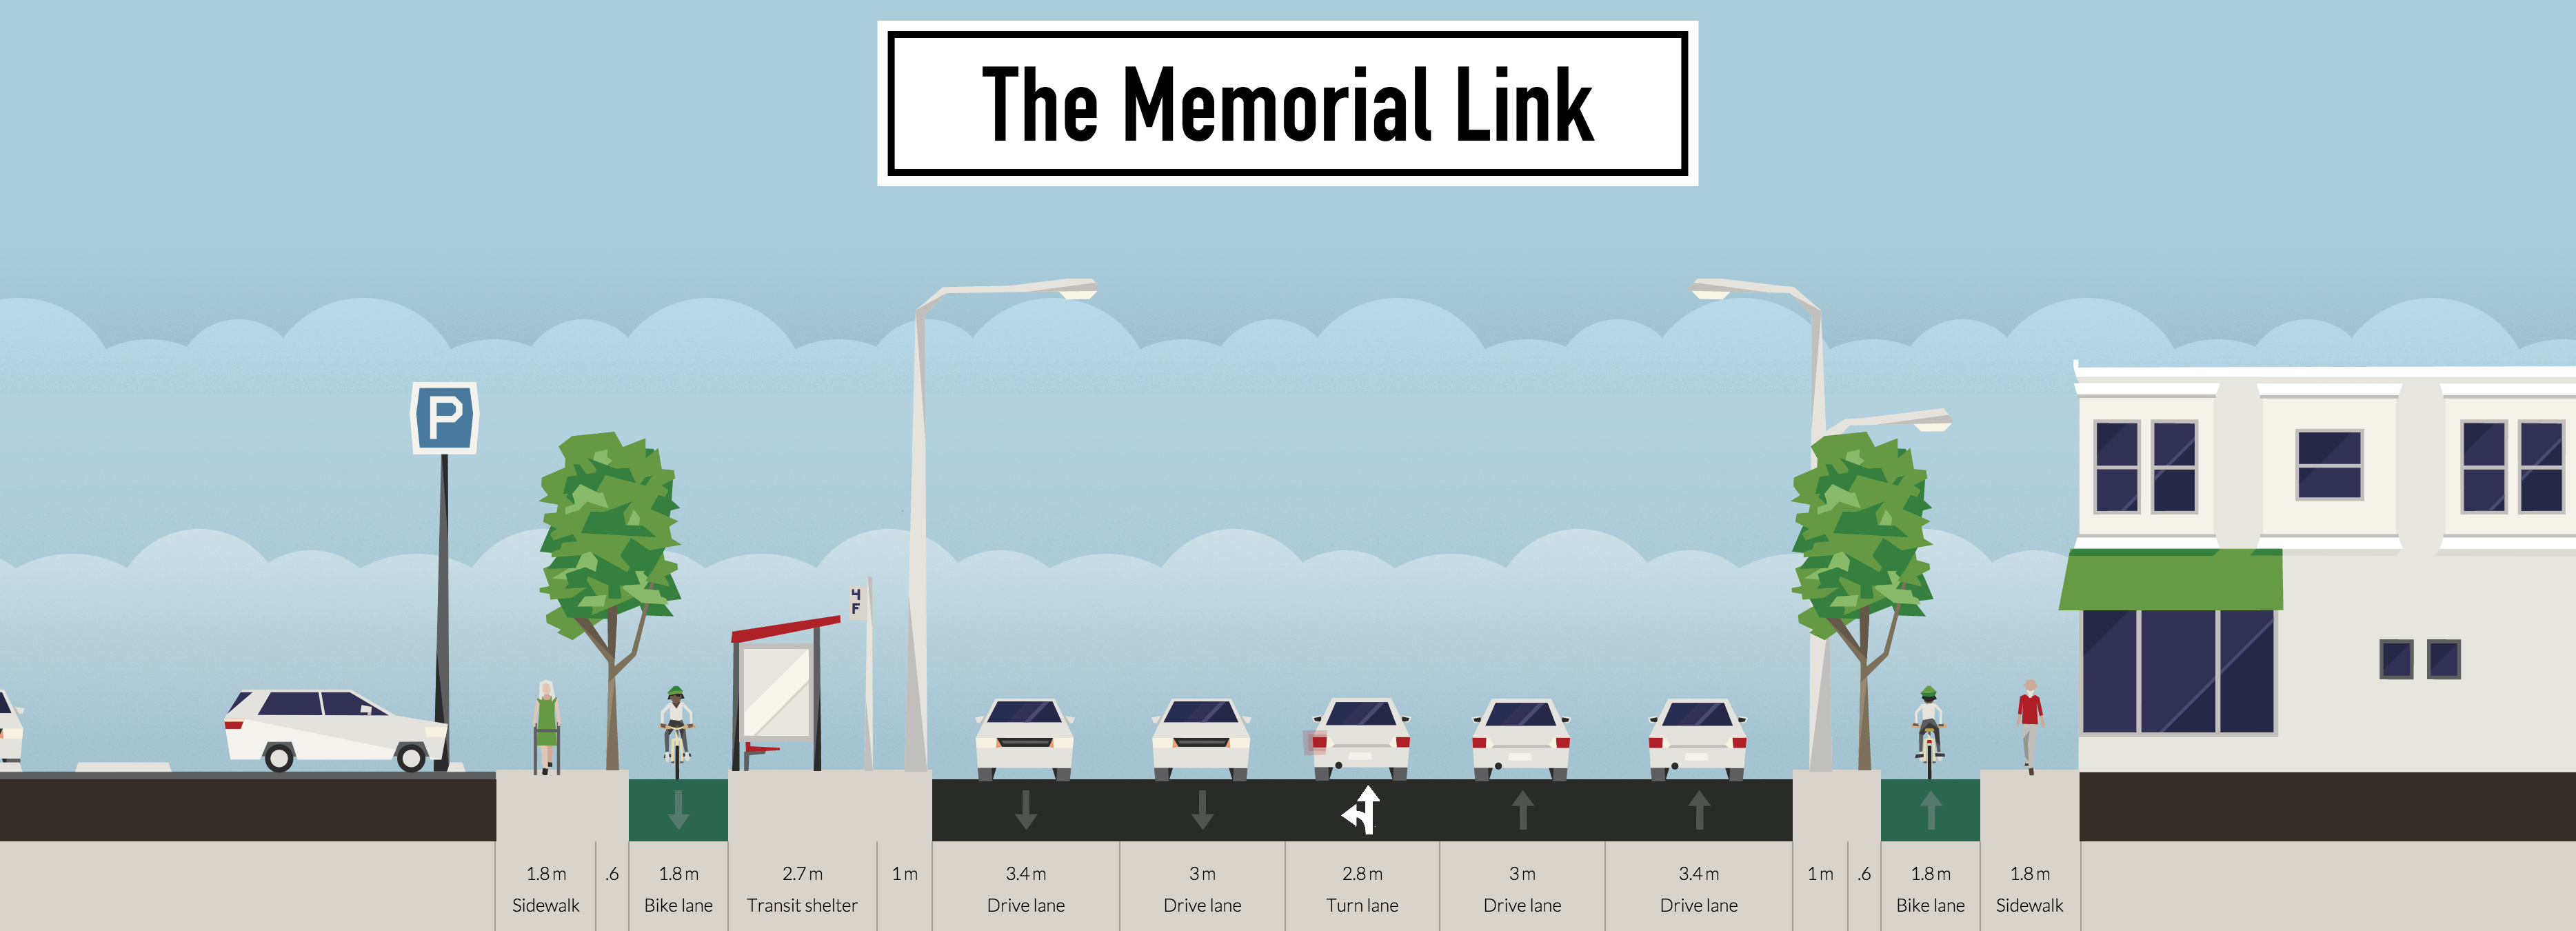 The Memorial Link
P
4
F
1.8 m .6 1.8 m 2.7 m 1 m 3.4 m 3 m 2.8 m 3 m 3.4 m 1 m .6 1.8 m 1.8 m
Sidewalk Bike lane Transit shelter Drive lane Drive lane Turn lane Drive lane Drive lane Bike lane Sidewalk